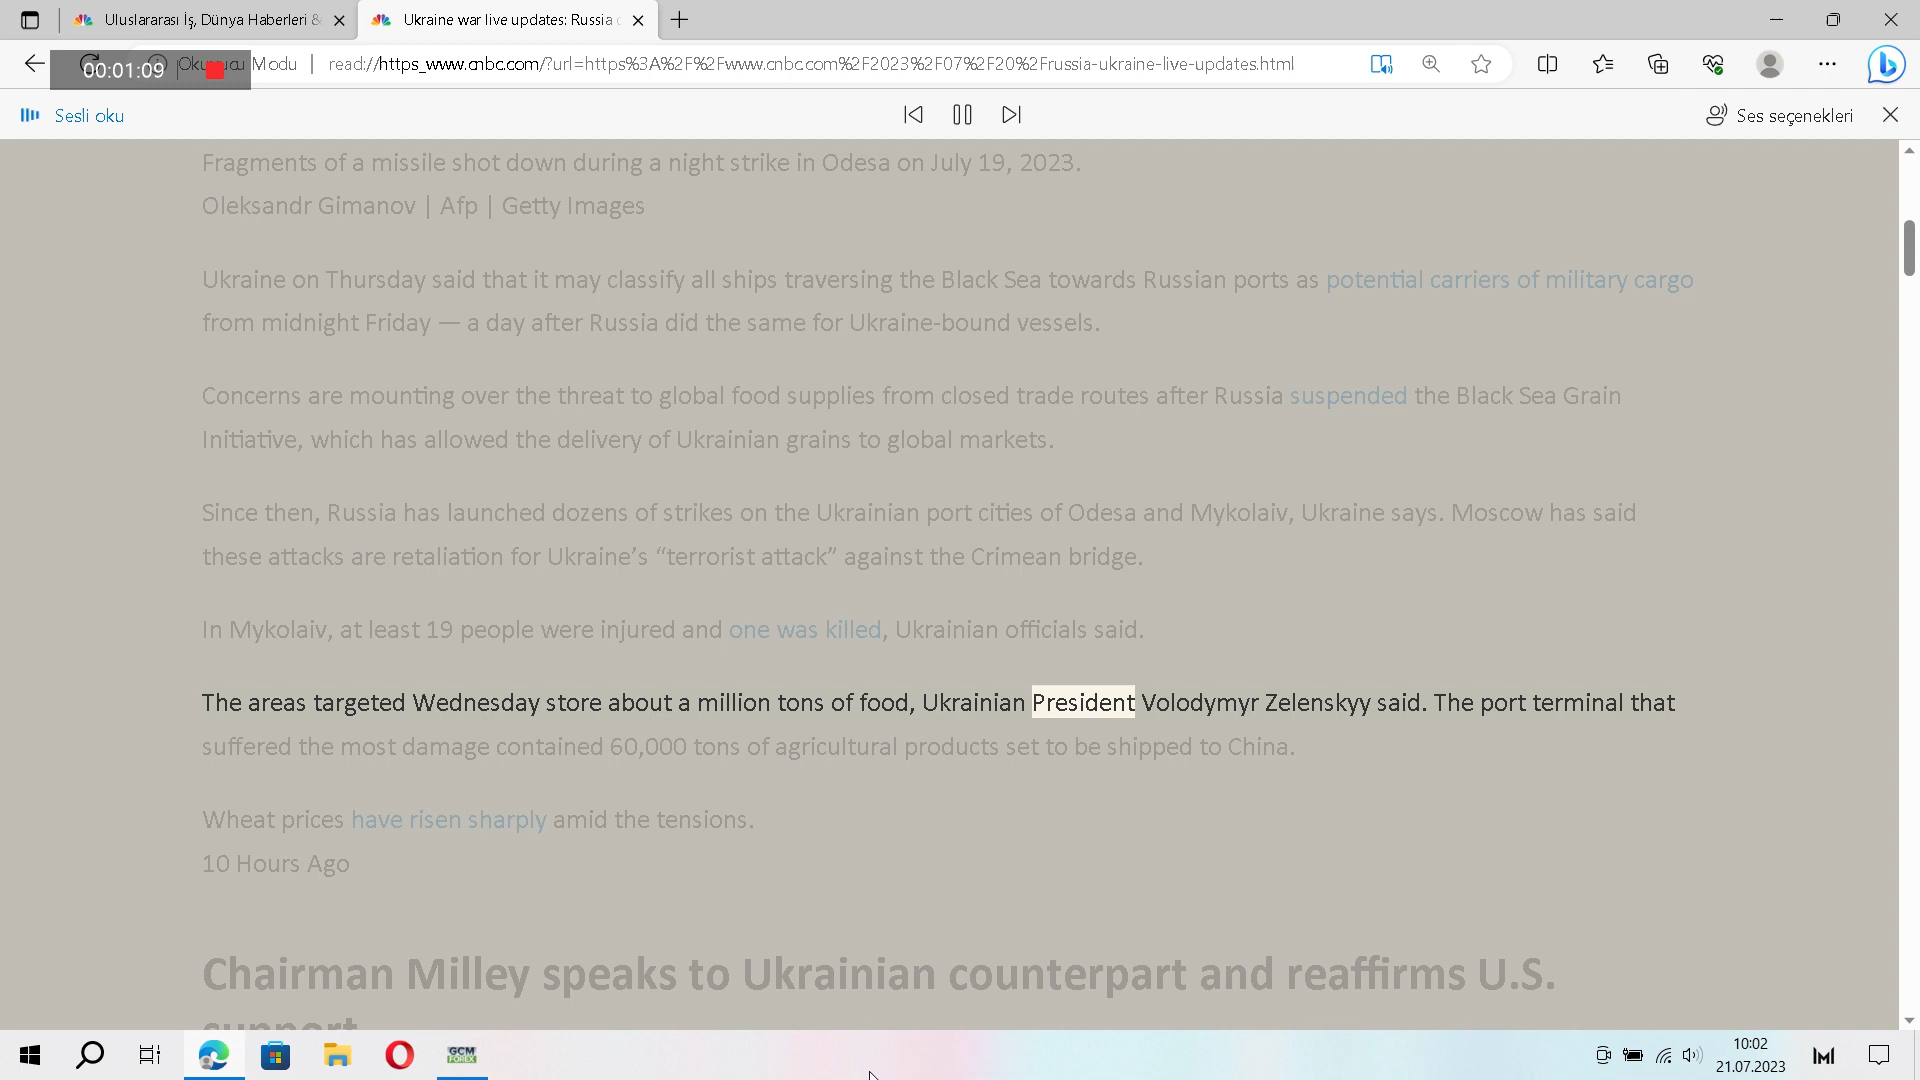 Uluslararası İş, Dünya Haberleri &
Ukraine war live updates: Russia
00:01:09
Modu
read://https_www.cnbc.com/?url=https%3A%2F%2Fwww.cnbc.com%2F2023%2F07%2F20%2Frussia-ukraine-live-updates.html
Sesli oku
Ses seçenekleri
Fragments of a missile shot down during a night strike in Odesa on July 19, 2023.
Oleksandr Gimanov | Afp | Getty Images
Ukraine on Thursday said that it may classify all ships traversing the Black Sea towards Russian ports as potential carriers of military cargo
from midnight Friday — a day after Russia did the same for Ukraine-bound vessels.
Concerns are mounting over the threat to global food supplies from closed trade routes after Russia suspended the Black Sea Grain
Initiative, which has allowed the delivery of Ukrainian grains to global markets.
Since then, Russia has launched dozens of strikes on the Ukrainian port cities of Odesa and Mykolaiv, Ukraine says. Moscow has said
these attacks are retaliation for Ukraine’s “terrorist attack” against the Crimean bridge.
In Mykolaiv, at least 19 people were injured and one was killed, Ukrainian officials said.
The areas targeted Wednesday store about a million tons of food, Ukrainian President Volodymyr Zelenskyy said. The port terminal that
suffered the most damage contained 60,000 tons of agricultural products set to be shipped to China.
Wheat prices have risen sharply amid the tensions.
10 Hours Ago
Chairman Milley speaks to Ukrainian counterpart and reaffirms U.S.
support
GCM
FOREX
10:02
21.07.2023